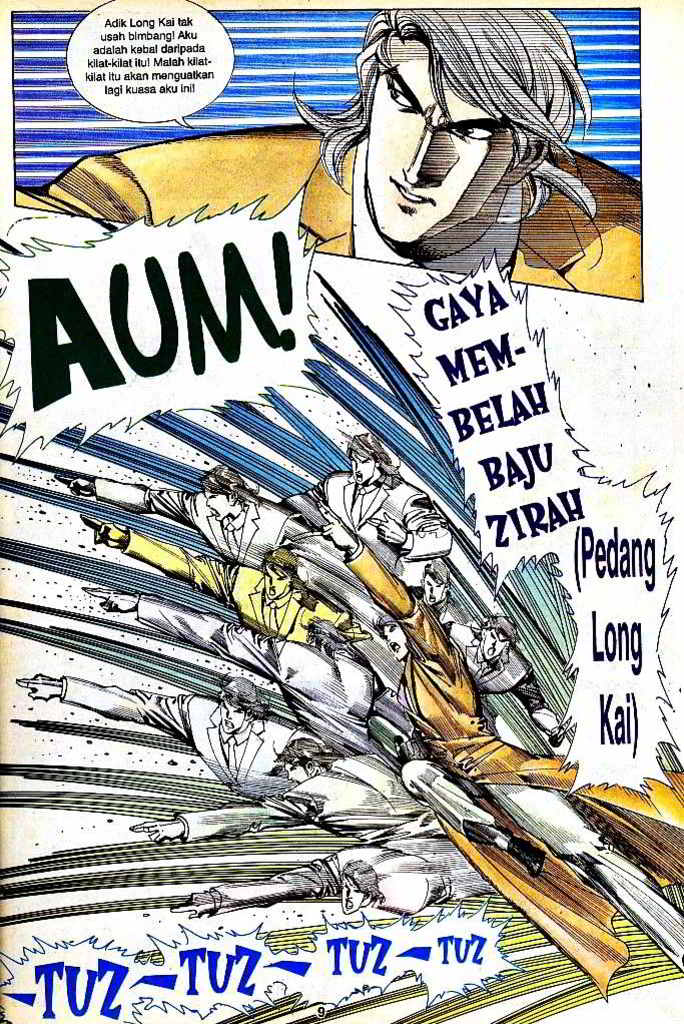 Adik Long Kai tak
usah bimbang! Aku
adalah kebal daripada
kilat-kilat itu! Malah kilat-
kilat itu akan menguatkan
lagi kuasa aku ini!
AUM!
GAYA
MEM-
BELAH
BAJU
ZIRAH
(Pedang
Long
Kai)
-TUZ-TUZ-TUZ-TUZ
9